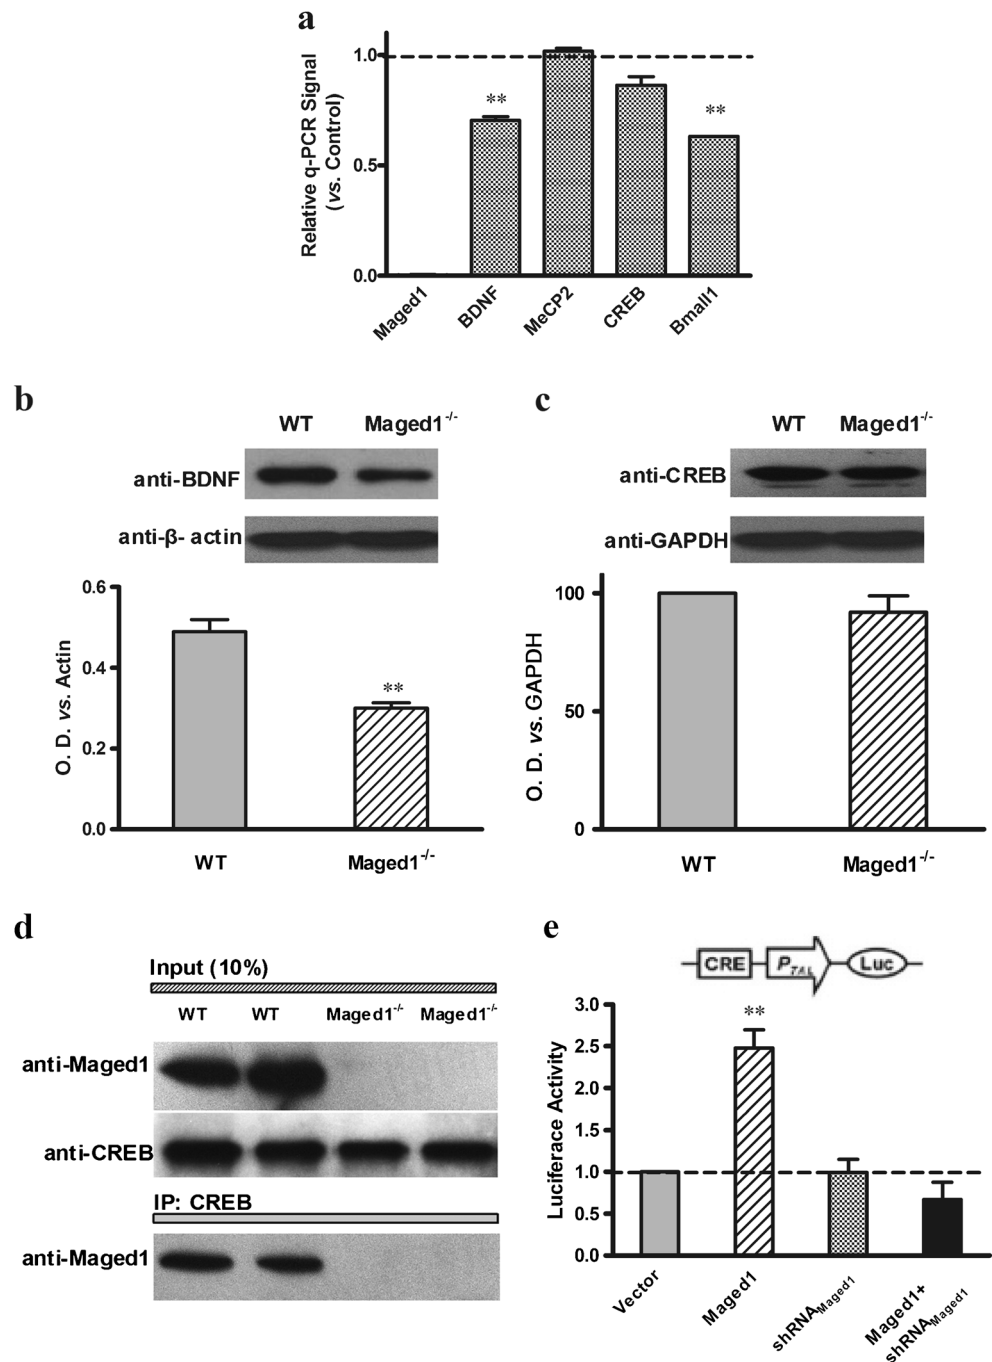 a
Relative q-PCR Signal
(vs. Control)
1.0
0.5
0.0
**
**
Maged1
BDNF
MeCP2
CREB
Bmall1
b
WT Maged1-/-
anti-BDNF
anti-β- actin
O. D. vs. Actin
0.6
0.4
0.2
0.0
**
WT
Maged1-/-
c
WT Maged1-/-
anti-CREB
anti-GAPDH
O. D. vs. GAPDH
100
50
0
WT
Maged1-/-
d
Input (10%)
WT WT Maged1-/- Maged1-/-
anti-Maged1
anti-CREB
IP: CREB
anti-Maged1
e
CRE PTAL Luc
Luciferace Activity
3.0
2.5
2.0
1.5
1.0
0.5
0.0
**
Vector
Maged1
shRNAMaged1
Maged1+
shRNAMaged1